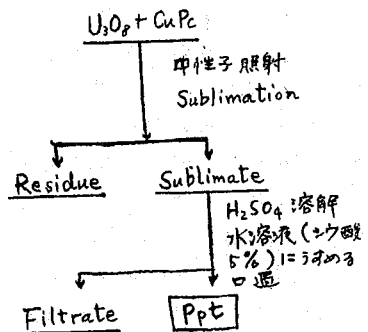 U₃O₈ + CuPc
中性子照射
Sublimation
Residue
Sublimate
H₂SO₄ 溶解
水溶液(シウ酸
5%)にうすめる
ロ過
Filtrate
Ppt